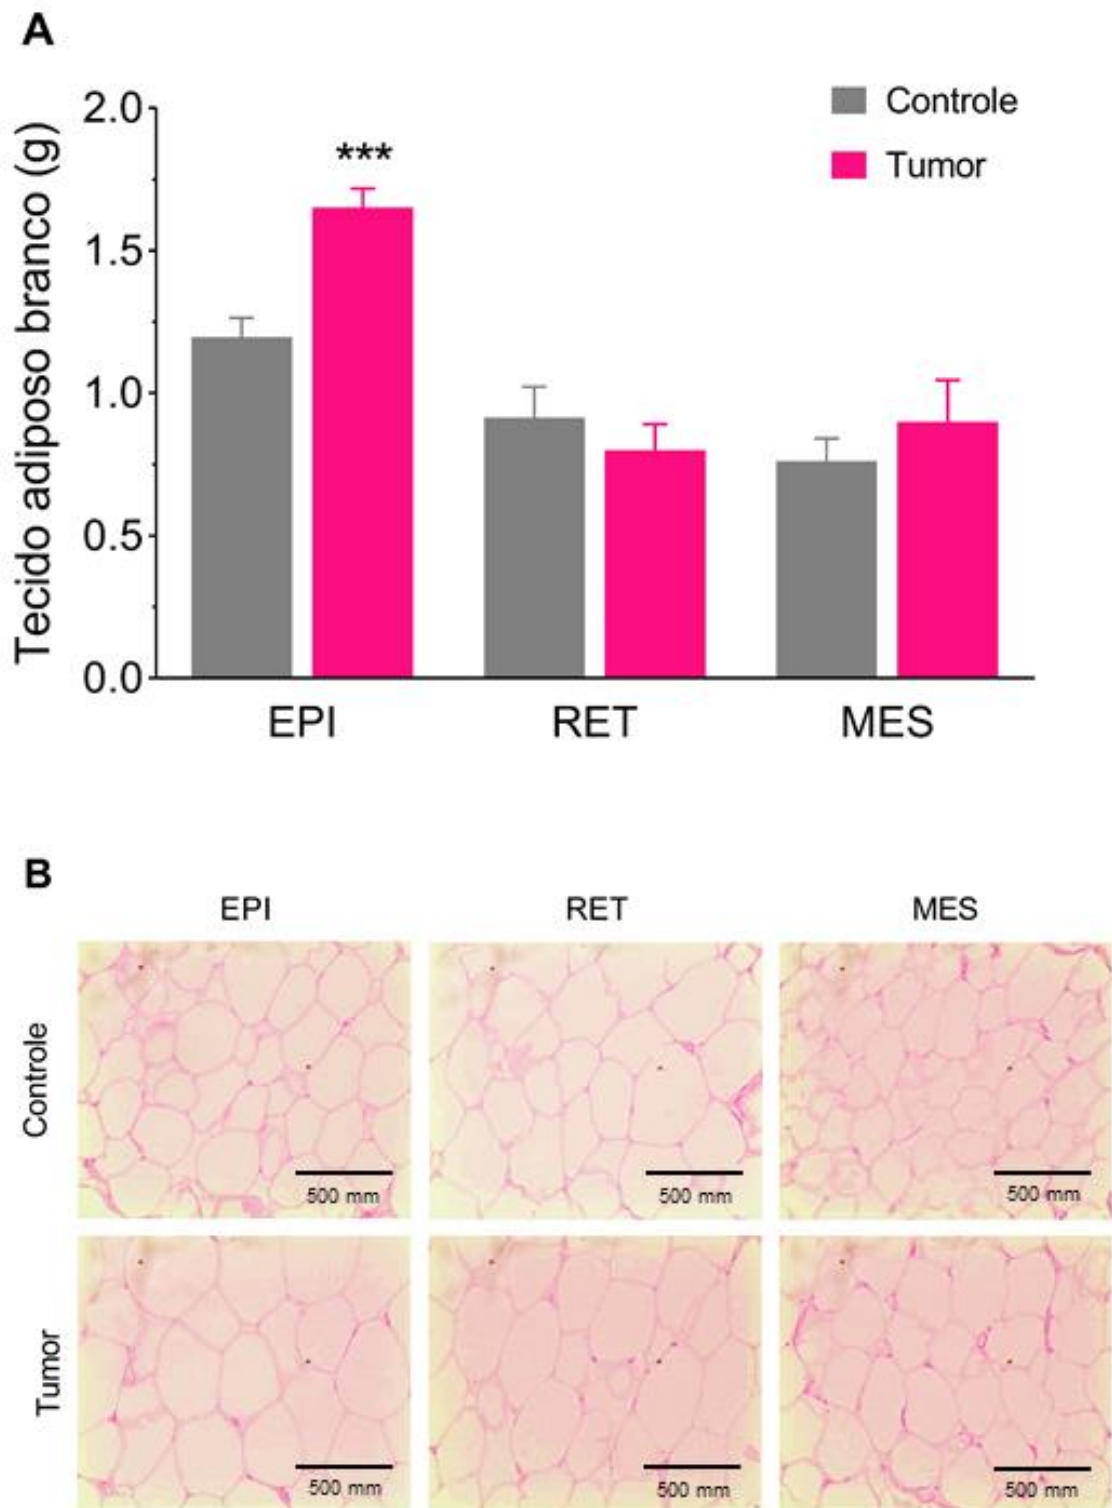 A
Tecido adiposo branco (g)
2.0
1.5
1.0
0.5
0.0
***
Controle
Tumor
EPI RET MES
B
EPI RET MES
Controle
500 mm 500 mm 500 mm
Tumor
500 mm 500 mm 500 mm